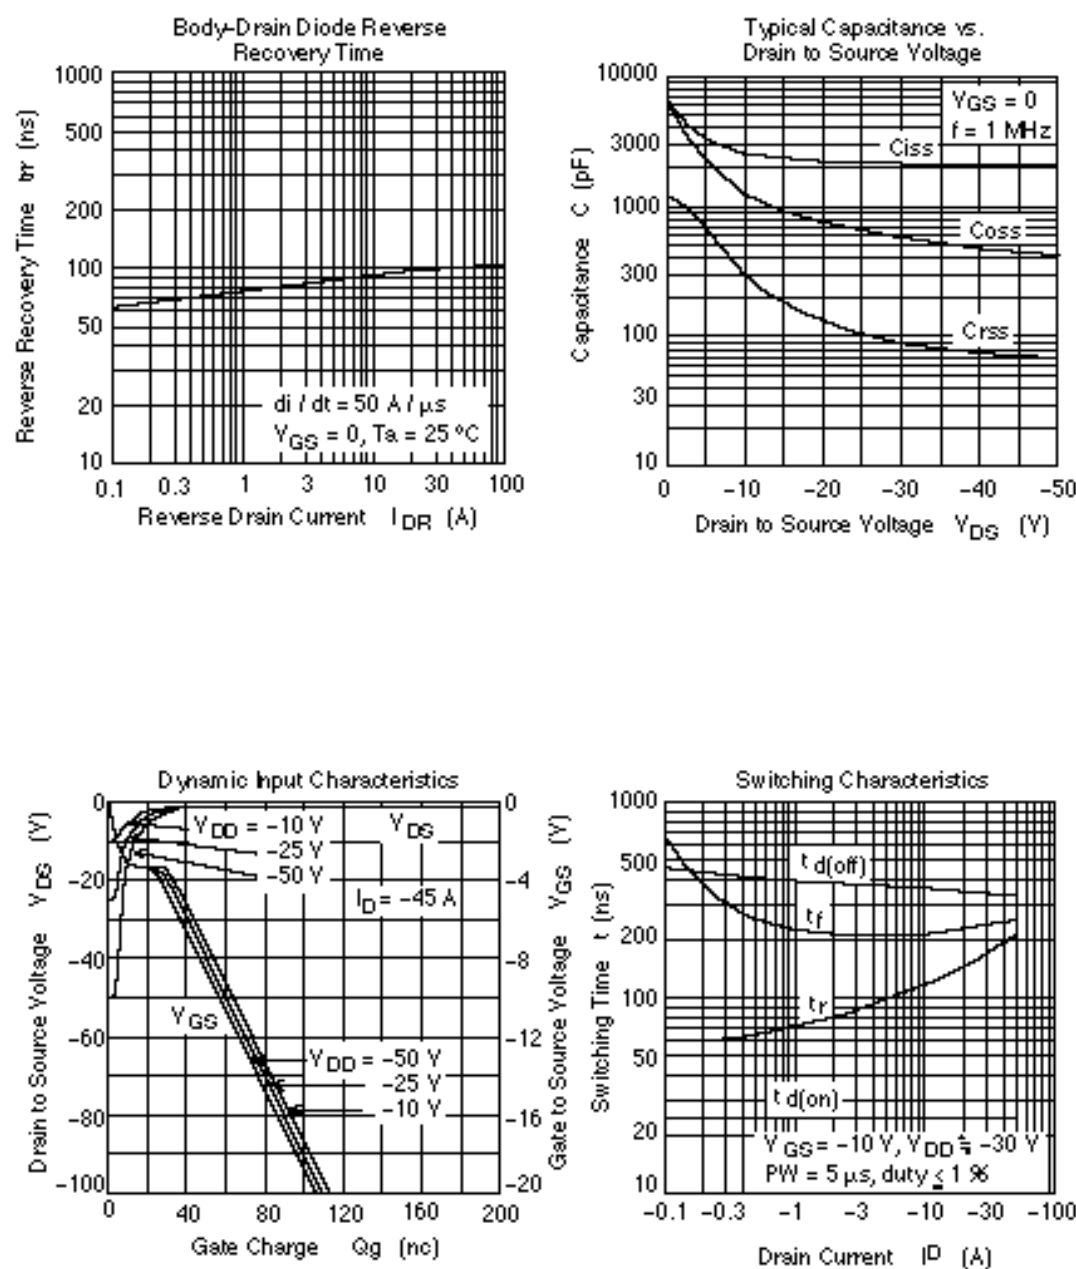 Body–Drain Diode Reverse
Recovery Time
Reverse Recovery Time trr (ns)
1000
500
200
100
50
20
10
di / dt = 50 A / µs
VGS = 0, Ta = 25 °C
0.1 0.3 1 3 10 30 100
Reverse Drain Current IDR (A)
Typical Capacitance vs.
Drain to Source Voltage
Capacitance C (pF)
10000
3000
1000
300
100
30
10
VGS = 0
f = 1 MHz
Ciss
Coss
Crss
0 –10 –20 –30 –40 –50
Drain to Source Voltage VDS (V)
Dynamic Input Characteristics
Drain to Source Voltage VDS (V)
0
–20
–40
–60
–80
–100
VDD = –10 V
–25 V
–50 V
VDS
ID = –45 A
VGS
VDD = –50 V
–25 V
–10 V
0
–4
–8
–12
–16
–20
Gate to Source Voltage VGS (V)
0 40 80 120 160 200
Gate Charge Qg (nc)
Switching Characteristics
Switching Time t (ns)
1000
500
200
100
50
20
10
td(off)
tf
tr
td(on)
VGS = –10 V, VDD ≒ –30 V
PW = 5 µs, duty ≤ 1 %
–0.1 –0.3 –1 –3 –10 –30 –100
Drain Current ID (A)